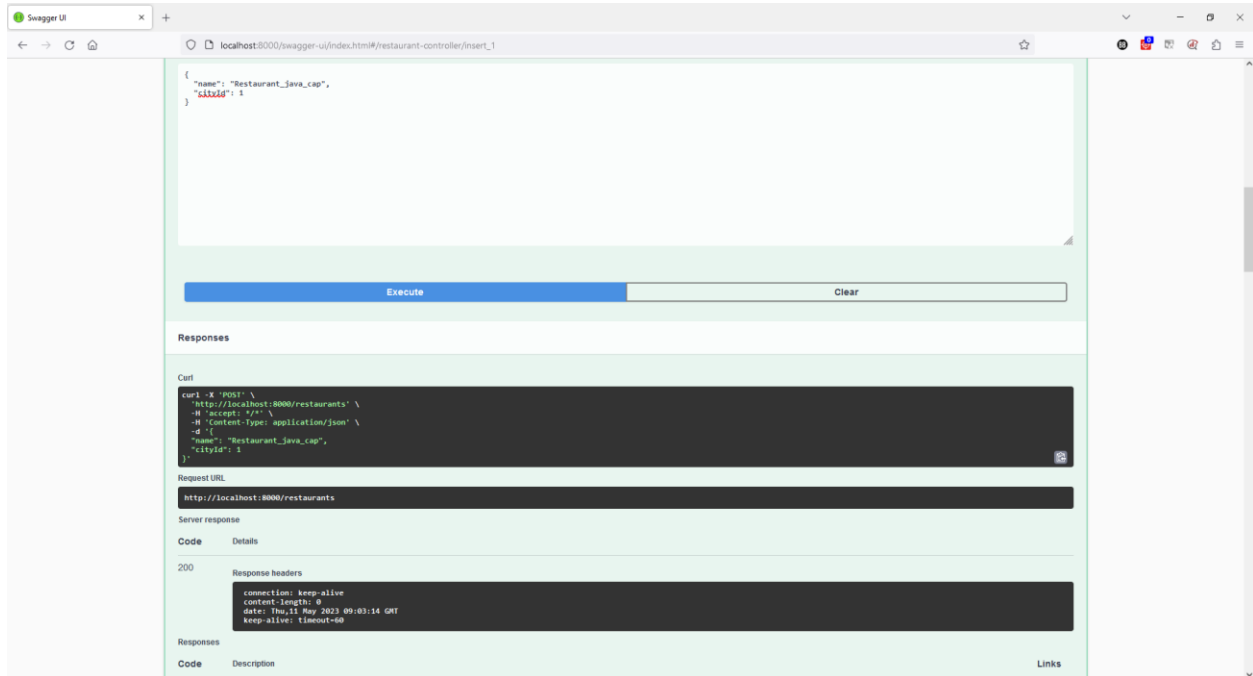 Swagger UI
localhost:8000/swagger-ui/index.html#/restaurant-controller/insert_1
{
"name": "Restaurant_java_cap",
"cityId": 1
}
Execute
Clear
Responses
Curl
curl -X 'POST' \
'http://localhost:8000/restaurants' \
-H 'accept: */*' \
-H 'Content-Type: application/json' \
-d '{
"name": "Restaurant_java_cap",
"cityId": 1
}'
Request URL
http://localhost:8000/restaurants
Server response
Code Details
200
Response headers
connection: keep-alive
content-length: 0
date: Thu,11 May 2023 09:03:14 GMT
keep-alive: timeout=60
Responses
Code Description Links